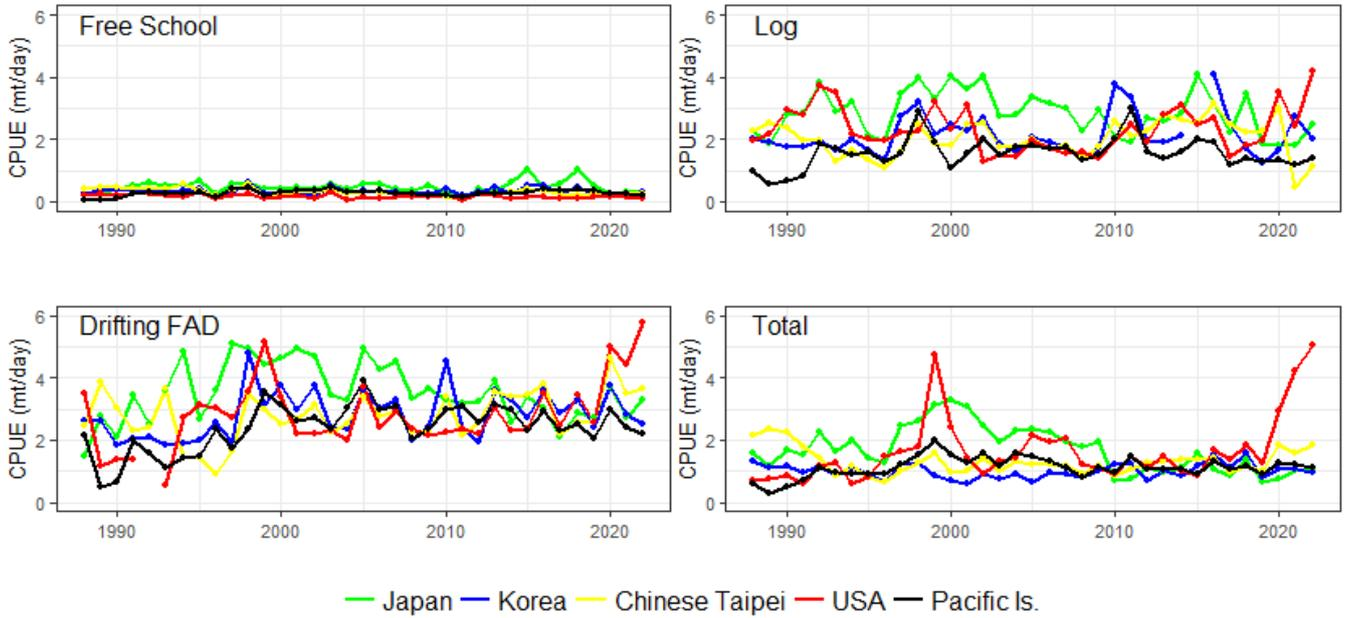 Free School
CPUE (mt/day)
6
4
2
0
1990 2000 2010 2020
Log
CPUE (mt/day)
6
4
2
0
1990 2000 2010 2020
Drifting FAD
CPUE (mt/day)
6
4
2
0
1990 2000 2010 2020
Total
CPUE (mt/day)
6
4
2
0
1990 2000 2010 2020
Japan Korea Chinese Taipei USA Pacific Is.